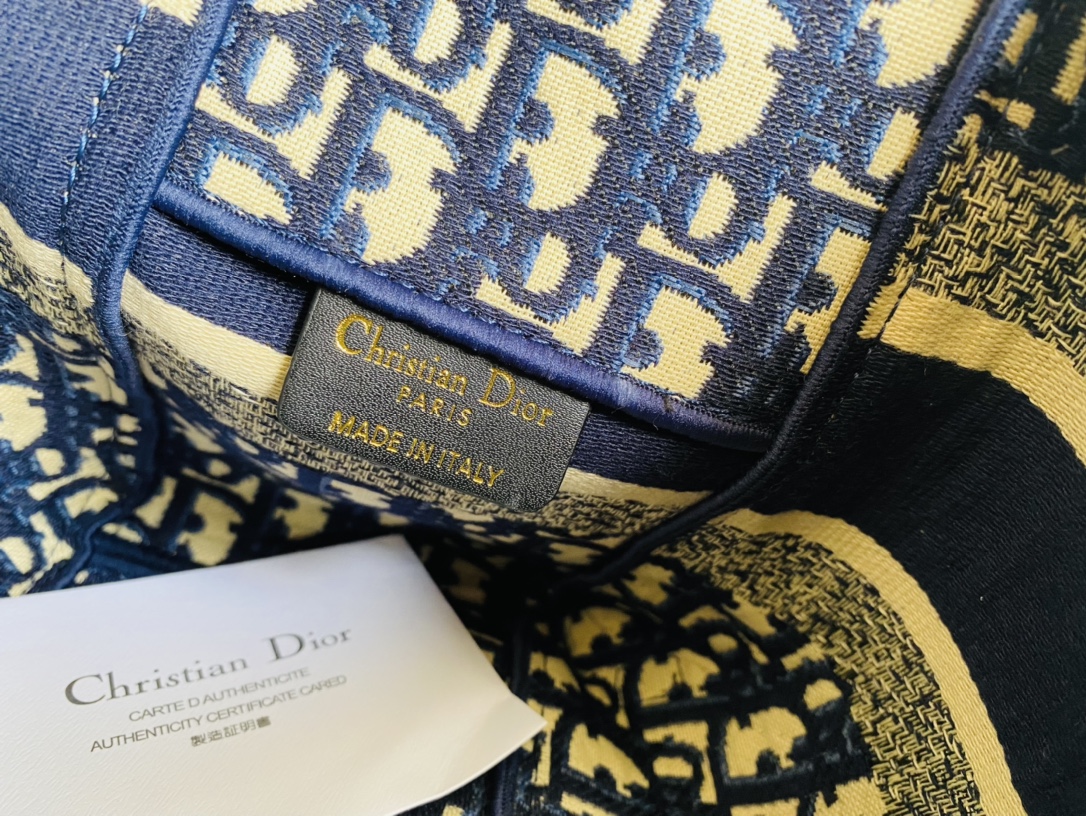 Christian Dior
PARIS
MADE IN ITALY
Christian Dior
CARTE D AUTHENTICITE
AUTHENTICITY CERTIFICATE CARED
製造証明書